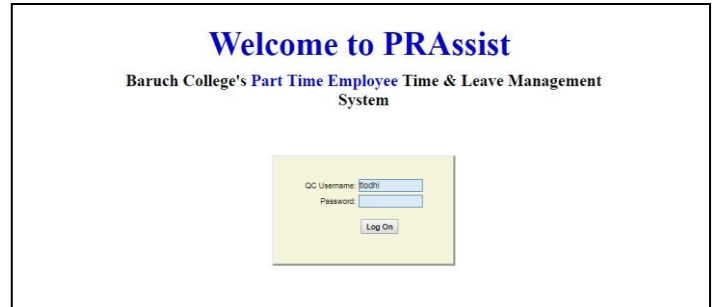 Welcome to PRAssist
Baruch College's Part Time Employee Time & Leave Management
System
QC Username: tlodhi
Password:
Log On